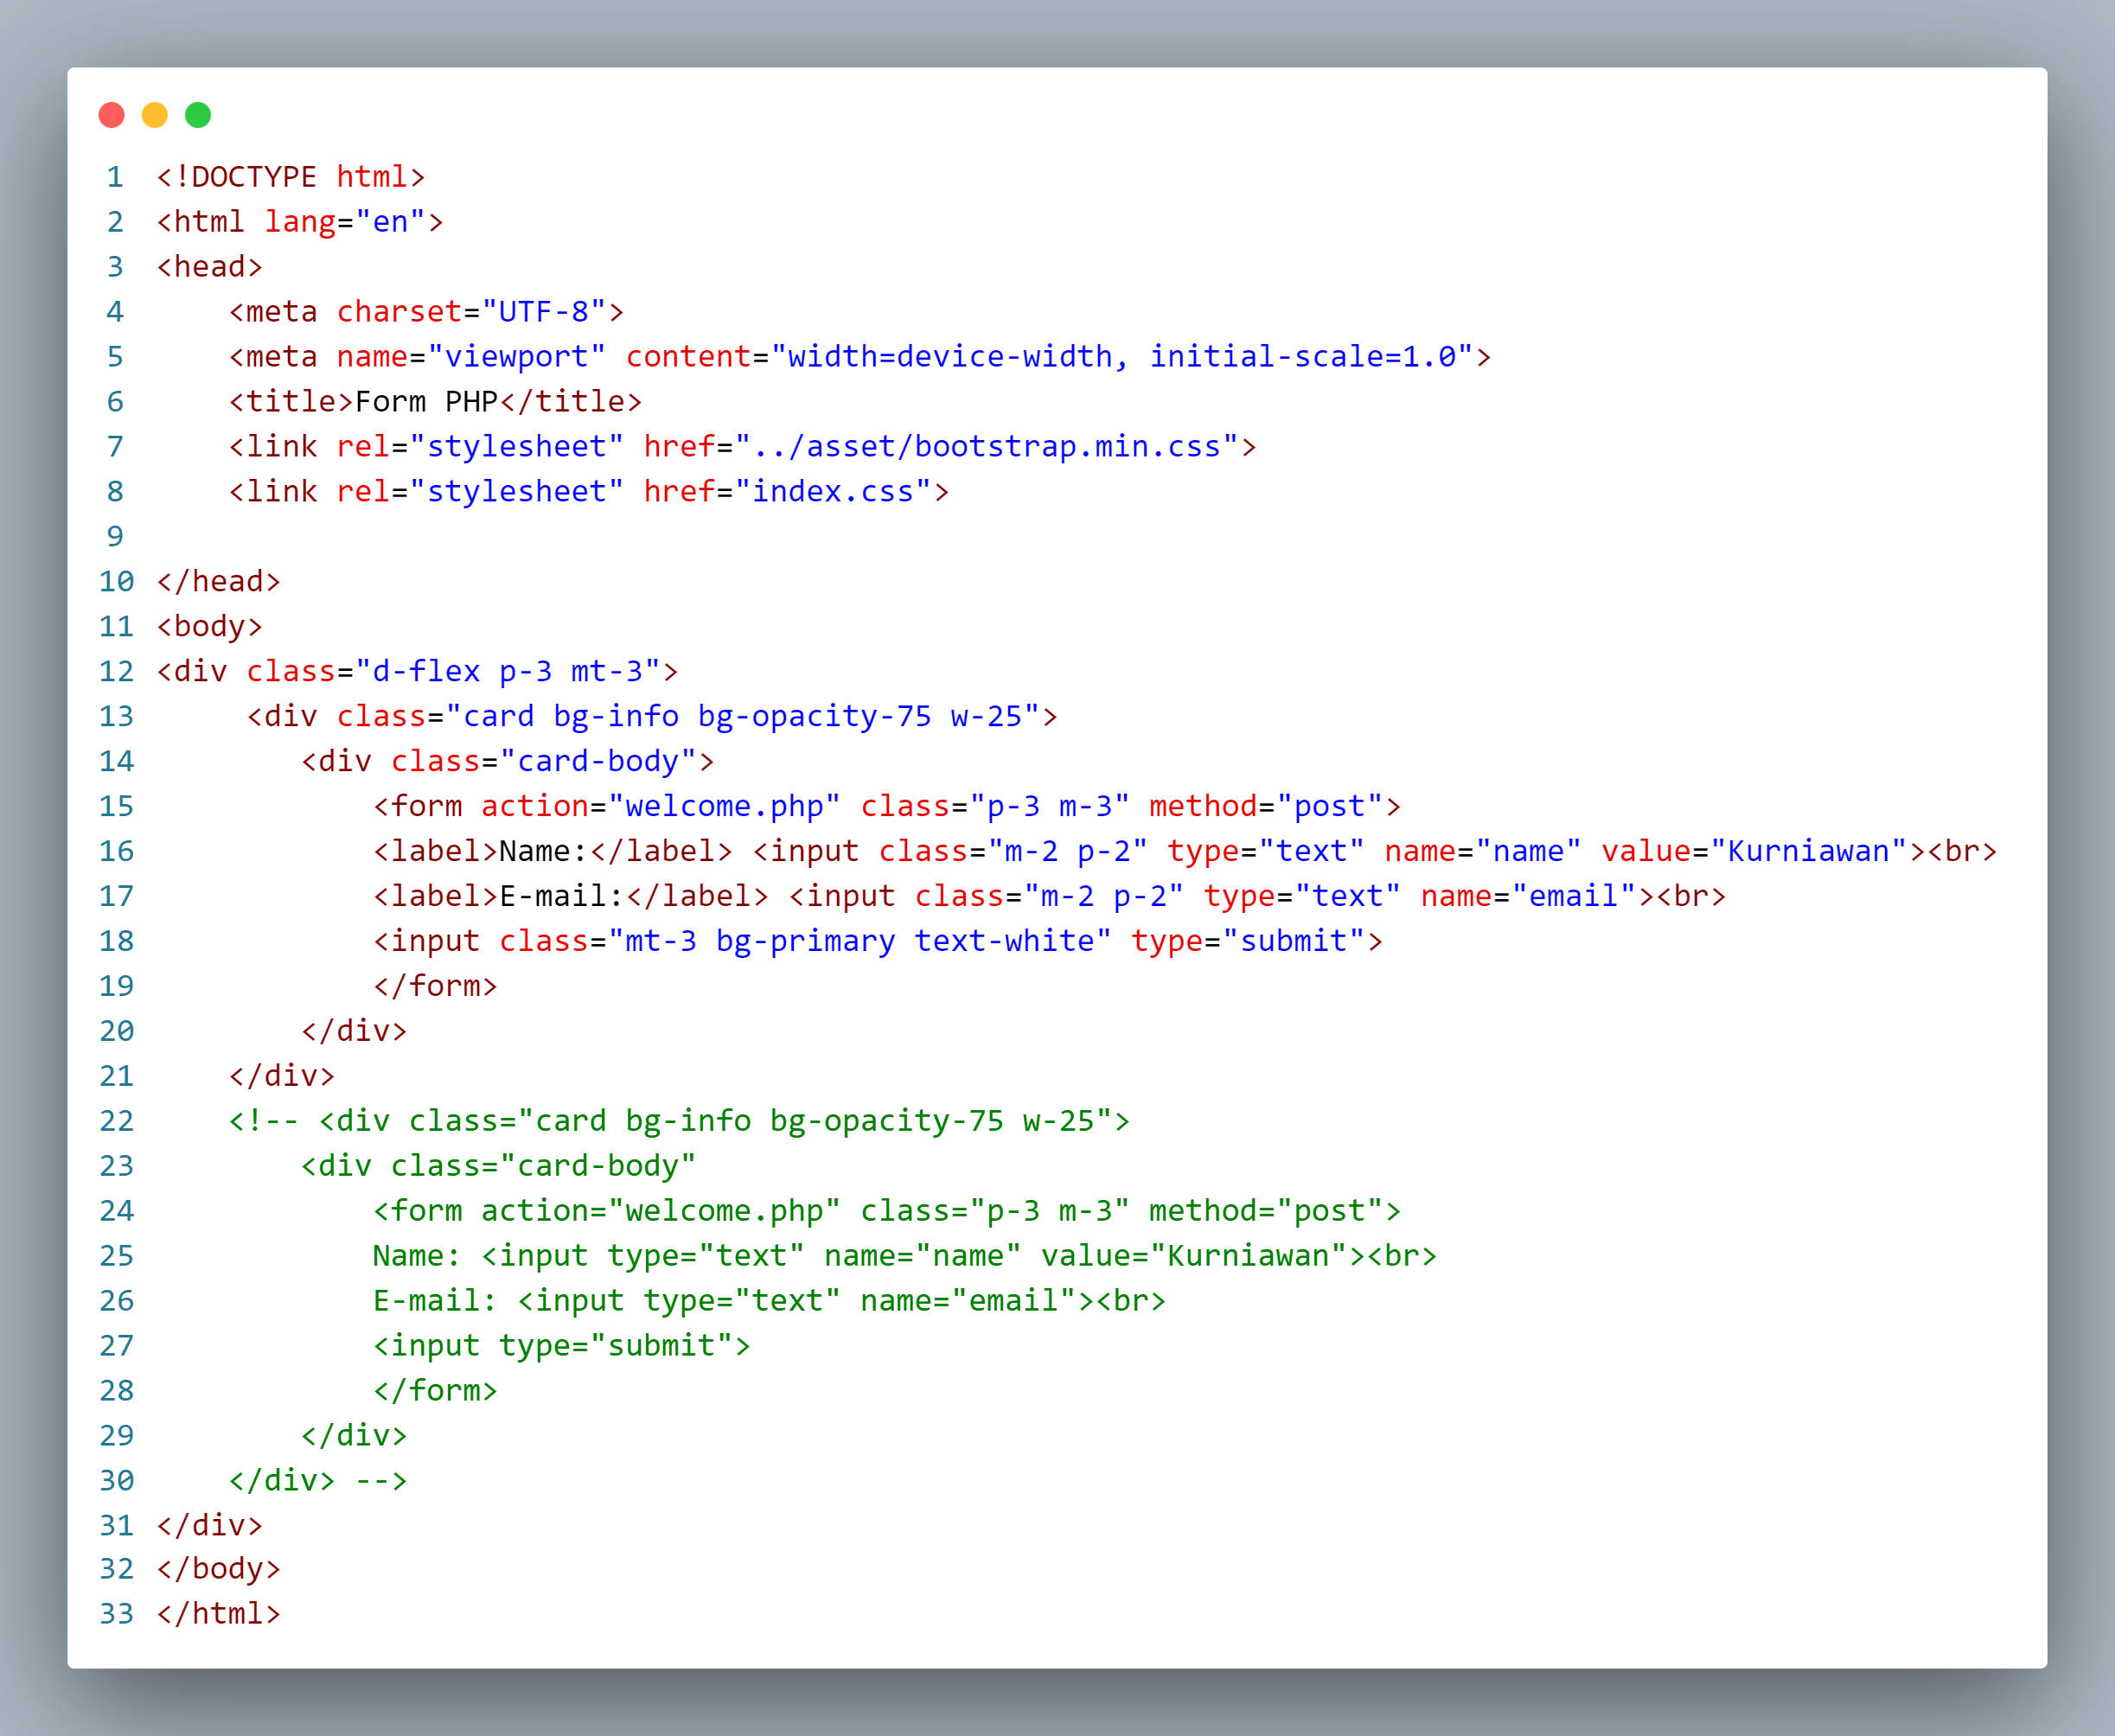 1 <!DOCTYPE html>
2 <html lang="en">
3 <head>
4     <meta charset="UTF-8">
5     <meta name="viewport" content="width=device-width, initial-scale=1.0">
6     <title>Form PHP</title>
7     <link rel="stylesheet" href="../asset/bootstrap.min.css">
8     <link rel="stylesheet" href="index.css">
9
10 </head>
11 <body>
12 <div class="d-flex p-3 mt-3">
13      <div class="card bg-info bg-opacity-75 w-25">
14         <div class="card-body">
15             <form action="welcome.php" class="p-3 m-3" method="post">
16             <label>Name:</label> <input class="m-2 p-2" type="text" name="name" value="Kurniawan"><br>
17             <label>E-mail:</label> <input class="m-2 p-2" type="text" name="email"><br>
18             <input class="mt-3 bg-primary text-white" type="submit">
19             </form>
20         </div>
21     </div>
22     <!-- <div class="card bg-info bg-opacity-75 w-25">
23         <div class="card-body"
24             <form action="welcome.php" class="p-3 m-3" method="post">
25             Name: <input type="text" name="name" value="Kurniawan"><br>
26             E-mail: <input type="text" name="email"><br>
27             <input type="submit">
28             </form>
29         </div>
30     </div> -->
31 </div>
32 </body>
33 </html>